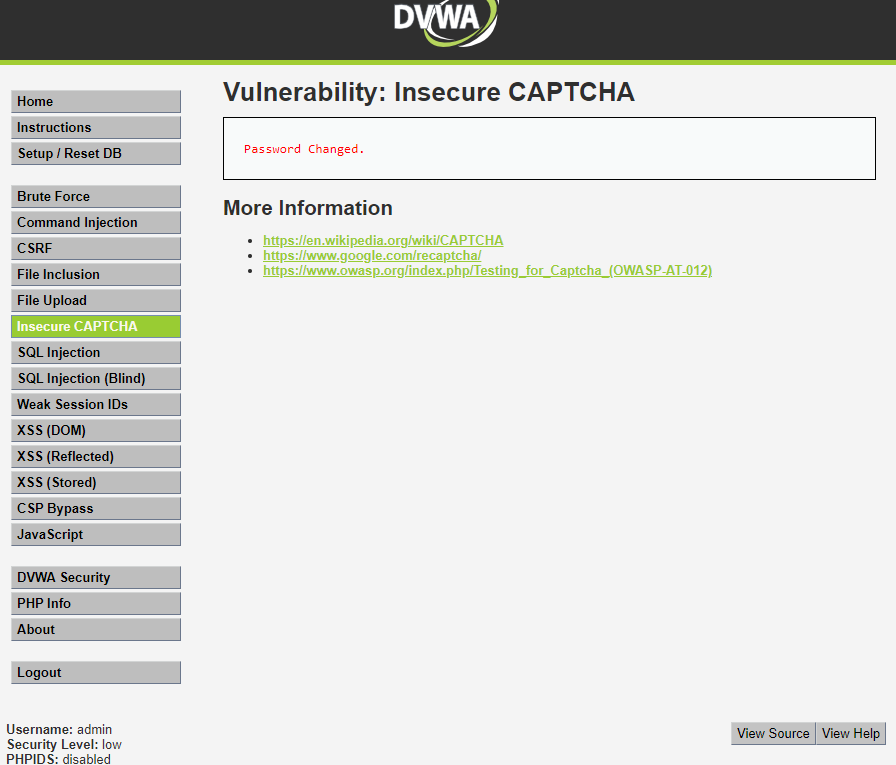 DVWA
Home
Instructions
Setup / Reset DB
Brute Force
Command Injection
CSRF
File Inclusion
File Upload
Insecure CAPTCHA
SQL Injection
SQL Injection (Blind)
Weak Session IDs
XSS (DOM)
XSS (Reflected)
XSS (Stored)
CSP Bypass
JavaScript
DVWA Security
PHP Info
About
Logout
Vulnerability: Insecure CAPTCHA
Password Changed.
More Information
https://en.wikipedia.org/wiki/CAPTCHA
https://www.google.com/recaptcha/
https://www.owasp.org/index.php/Testing_for_Captcha_(OWASP-AT-012)
Username: admin
Security Level: low
PHPIDS: disabled
View Source View Help